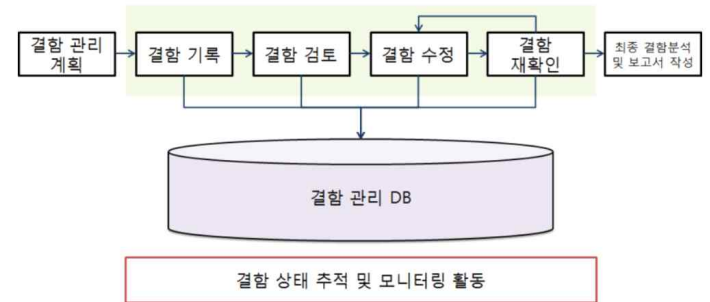 결함 관리
계획
결함 기록
결함 검토
결함 수정
결함
재확인
최종 결함분석
및 보고서 작성
결함 관리 DB
결함 상태 추적 및 모니터링 활동